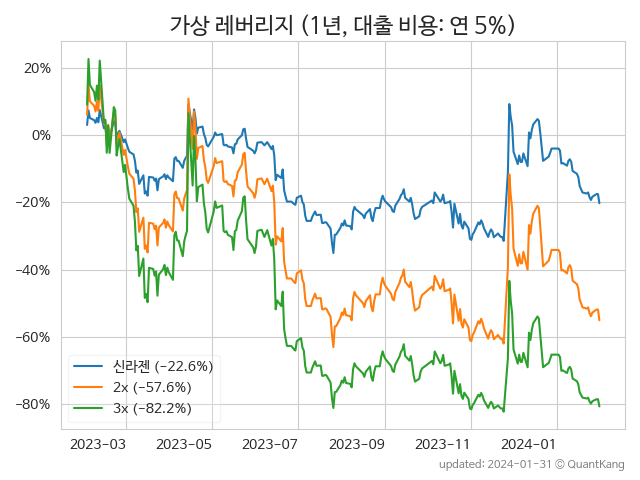 가상 레버리지 (1년, 대출 비용: 연 5%)
20%
0%
−20%
−40%
−60%
−80%
신라젠 (−22.6%)
2x (−57.6%)
3x (−82.2%)
2023-03 2023-05 2023-07 2023-09 2023-11 2024-01
updated: 2024-01-31 © QuantKang